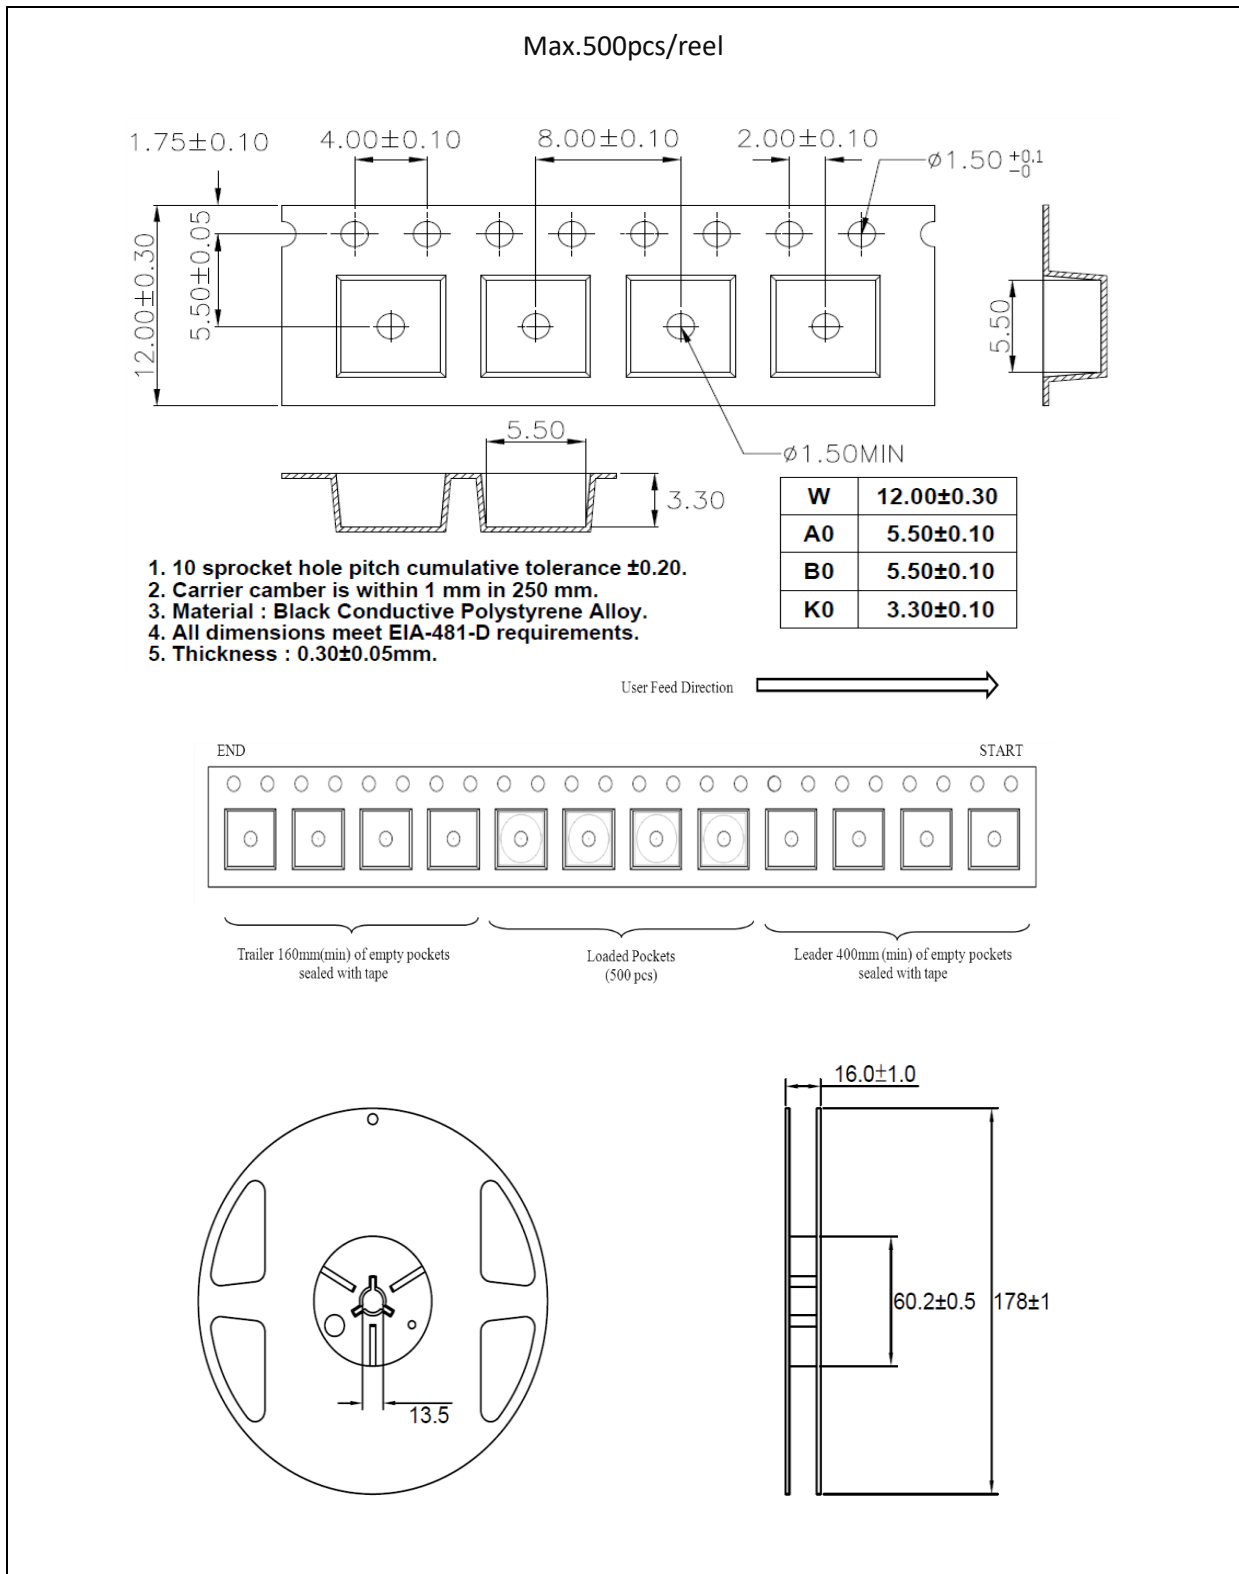 Max.500pcs/reel
1.75±0.10
4.00±0.10
8.00±0.10
2.00±0.10
ø1.50 +0.1 -0
12.00±0.30
5.50±0.05
5.50
5.50
3.30
ø1.50MIN
W 12.00±0.30
A0 5.50±0.10
B0 5.50±0.10
K0 3.30±0.10
1. 10 sprocket hole pitch cumulative tolerance ±0.20.
2. Carrier camber is within 1 mm in 250 mm.
3. Material : Black Conductive Polystyrene Alloy.
4. All dimensions meet EIA-481-D requirements.
5. Thickness : 0.30±0.05mm.
User Feed Direction
END
START
Trailer 160mm(min) of empty pockets
sealed with tape
Loaded Pockets
(500 pcs)
Leader 400mm (min) of empty pockets
sealed with tape
16.0±1.0
60.2±0.5
178±1
13.5